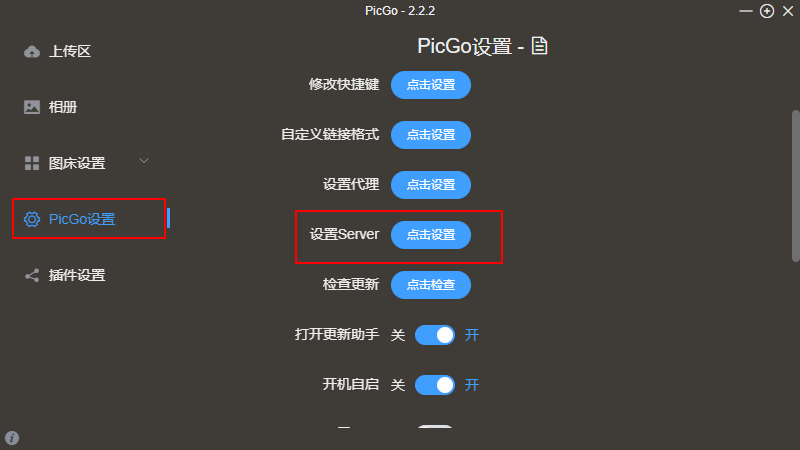 PicGo - 2.2.2
上传区
相册
图床设置
PicGo设置
插件设置
PicGo设置 -
修改快捷键 点击设置
自定义链接格式 点击设置
设置代理 点击设置
设置Server 点击设置
检查更新 点击检查
打开更新助手 关 开
开机自启 关 开